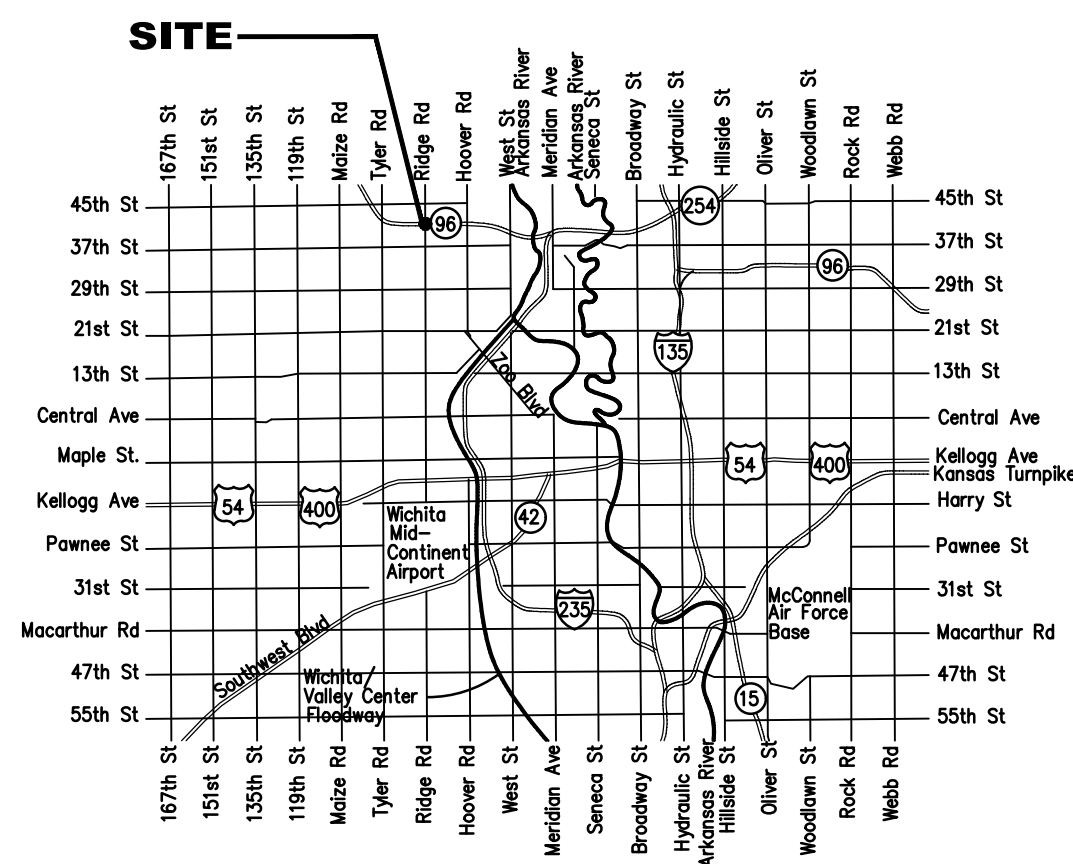 SITE
167th St
151st St
135th St
119th St
Maize Rd
Tyler Rd
Ridge Rd
Hoover Rd
West St
Arkansas River
Meridian Ave
Arkansas River
Seneca St
Broadway St
Hydraulic St
Hillside St
Oliver St
Woodlawn St
Rock Rd
Webb Rd
45th St
37th St
29th St
21st St
13th St
Central Ave
Maple St.
Kellogg Ave
Pawnee St
31st St
Macarthur Rd
47th St
55th St
96
254
96
135
Zoo Blvd
54
400
54
400
42
Wichita
Mid-
Continent
Airport
235
McConnell
Air Force
Base
Southwest Blvd
Wichita/
Valley Center
Floodway
15
45th St
37th St
29th St
21st St
13th St
Central Ave
Kellogg Ave
Kansas Turnpike
Harry St
Pawnee St
31st St
Macarthur Rd
47th St
55th St
167th St
151st St
135th St
119th St
Maize Rd
Tyler Rd
Ridge Rd
Hoover Rd
West St
Meridian Ave
Seneca St
Broadway St
Hydraulic St
Arkansas River
Hillside St
Oliver St
Woodlawn St
Rock Rd
Webb Rd